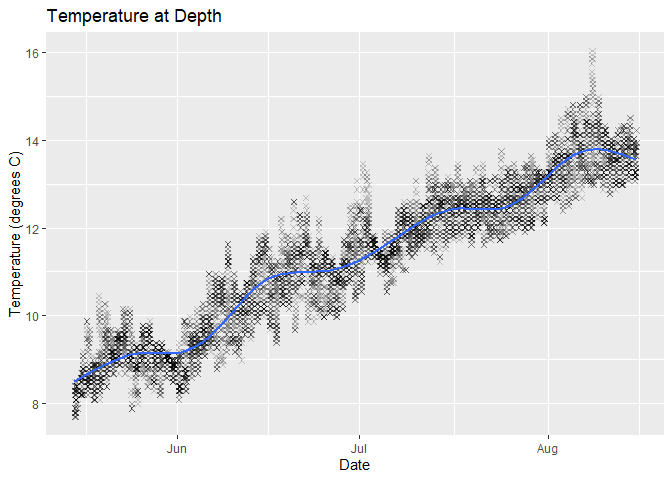 Temperature at Depth
16
14
12
10
8
Temperature (degrees C)
Jun
Jul
Aug
Date